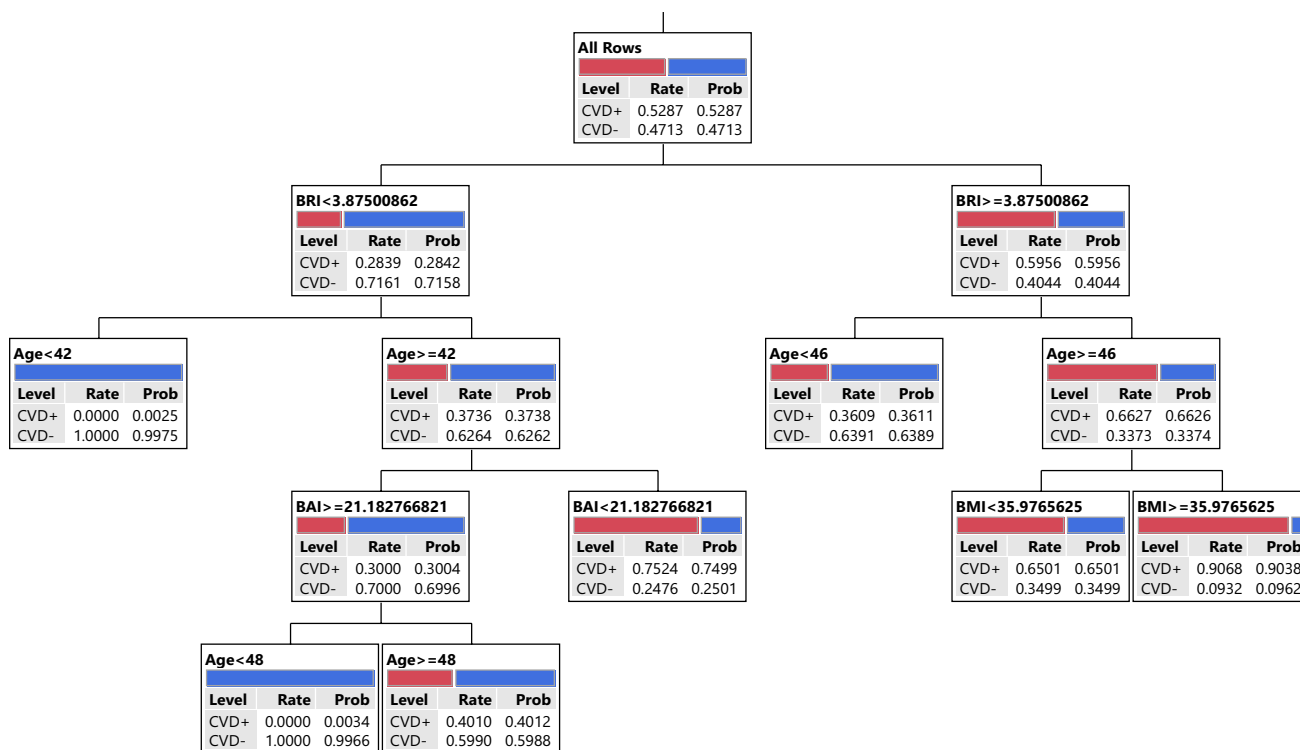 All Rows
Level Rate Prob
CVD+ 0.5287 0.5287
CVD- 0.4713 0.4713
BRI<3.87500862
Level Rate Prob
CVD+ 0.2839 0.2842
CVD- 0.7161 0.7158
BRI>=3.87500862
Level Rate Prob
CVD+ 0.5956 0.5956
CVD- 0.4044 0.4044
Age<42
Level Rate Prob
CVD+ 0.0000 0.0025
CVD- 1.0000 0.9975
Age>=42
Level Rate Prob
CVD+ 0.3736 0.3738
CVD- 0.6264 0.6262
Age<46
Level Rate Prob
CVD+ 0.3609 0.3611
CVD- 0.6391 0.6389
Age>=46
Level Rate Prob
CVD+ 0.6627 0.6626
CVD- 0.3373 0.3374
BAI>=21.182766821
Level Rate Prob
CVD+ 0.3000 0.3004
CVD- 0.7000 0.6996
BAI<21.182766821
Level Rate Prob
CVD+ 0.7524 0.7499
CVD- 0.2476 0.2501
BMI<35.9765625
Level Rate Prob
CVD+ 0.6501 0.6501
CVD- 0.3499 0.3499
BMI>=35.9765625
Level Rate Prob
CVD+ 0.9068 0.9038
CVD- 0.0932 0.0962
Age<48
Level Rate Prob
CVD+ 0.0000 0.0034
CVD- 1.0000 0.9966
Age>=48
Level Rate Prob
CVD+ 0.4010 0.4012
CVD- 0.5990 0.5988